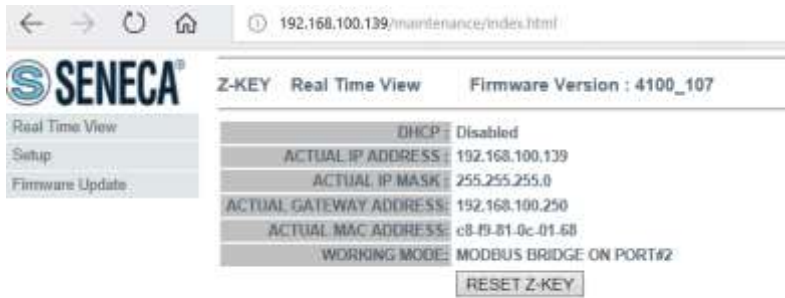 192.168.100.139/maintenance/index.html
SENECA®
Z-KEY Real Time View Firmware Version : 4100_107
Real Time View
Setup
Firmware Update
DHCP : Disabled
ACTUAL IP ADDRESS : 192.168.100.139
ACTUAL IP MASK : 255.255.255.0
ACTUAL GATEWAY ADDRESS: 192.168.100.250
ACTUAL MAC ADDRESS: c8-f9-81-0c-01-68
WORKING MODE: MODBUS BRIDGE ON PORT#2
RESET Z-KEY